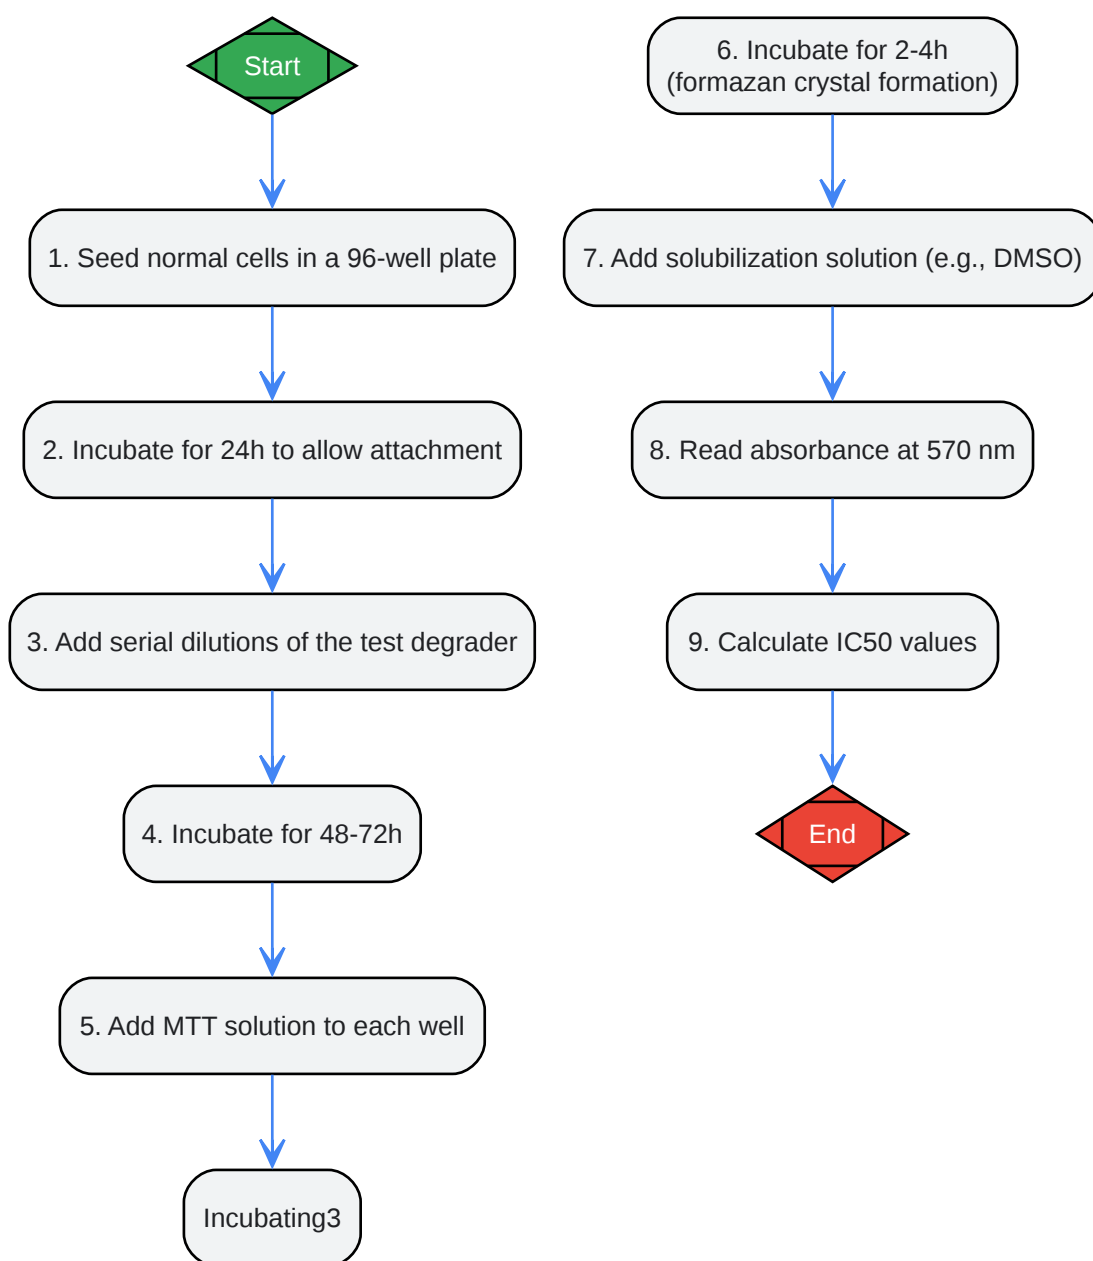 Start
1. Seed normal cells in a 96-well plate
2. Incubate for 24h to allow attachment
3. Add serial dilutions of the test degrader
4. Incubate for 48-72h
5. Add MTT solution to each well
Incubating3
6. Incubate for 2-4h
(formazan crystal formation)
7. Add solubilization solution (e.g., DMSO)
8. Read absorbance at 570 nm
9. Calculate IC50 values
End